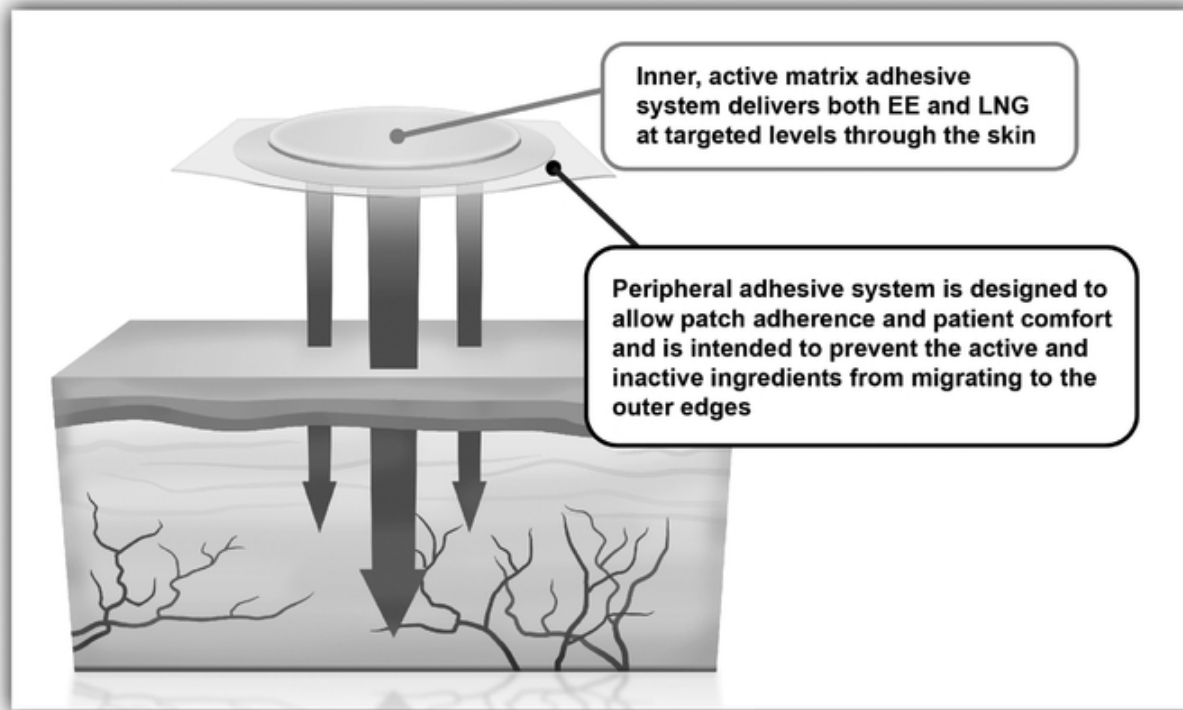 Inner, active matrix adhesive
system delivers both EE and LNG
at targeted levels through the skin
Peripheral adhesive system is designed to
allow patch adherence and patient comfort
and is intended to prevent the active and
inactive ingredients from migrating to the
outer edges